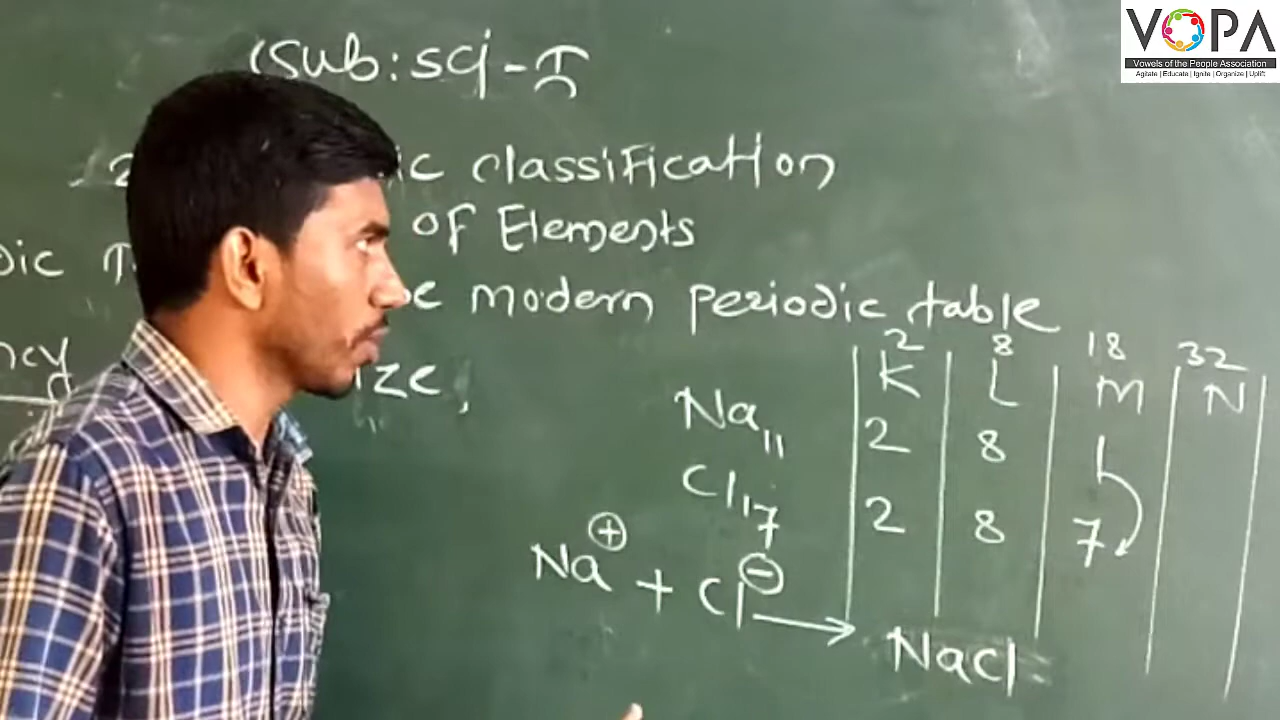 VOPA
Vowels of the People Association
Agitate | Educate | Ignite | Organize | Uplift
Sub: sci - I
2 ic classification
of Elements
dic T be modern periodic table
ncy ize,
2 8 18 32
K L M N
Na11 2 8 1
Cl17 2 8 7
Na⊕ + Cl⊖ → NaCl